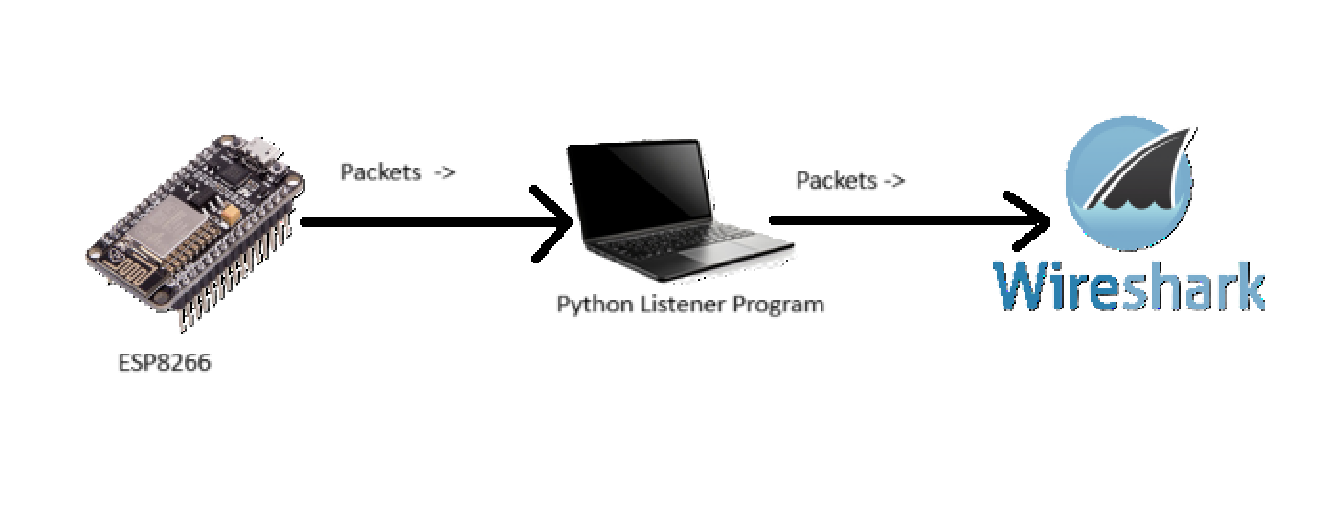 Packets ->
Packets ->
Python Listener Program
Wireshark
ESP8266